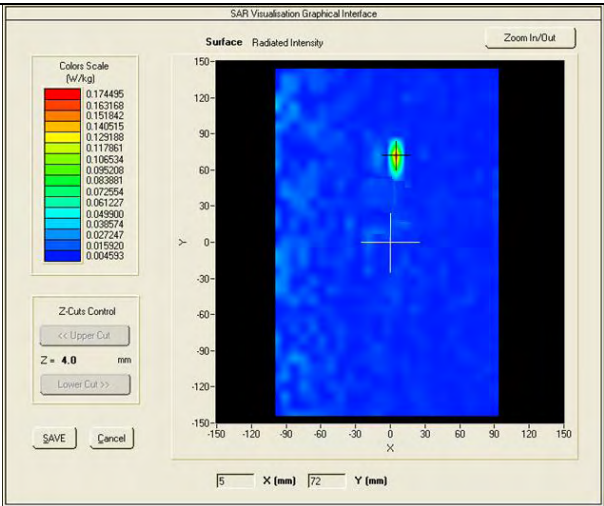 SAR Visualisation Graphical Interface
Surface Radiated Intensity
Zoom In/Out
Colors Scale
(W/kg)
0.174495
0.163168
0.151842
0.140515
0.129188
0.117861
0.106534
0.095208
0.083881
0.072554
0.061227
0.049900
0.038574
0.027247
0.015920
0.004593
Z-Cuts Control
<< Upper Cut
Z = 4.0 mm
Lower Cut >>
SAVE Cancel
150
120
90
60
30
0
-30
-60
-90
-120
-150
Y
-150 -120 -90 -60 -30 0 30 60 90 120 150
X
5 X (mm) 72 Y (mm)